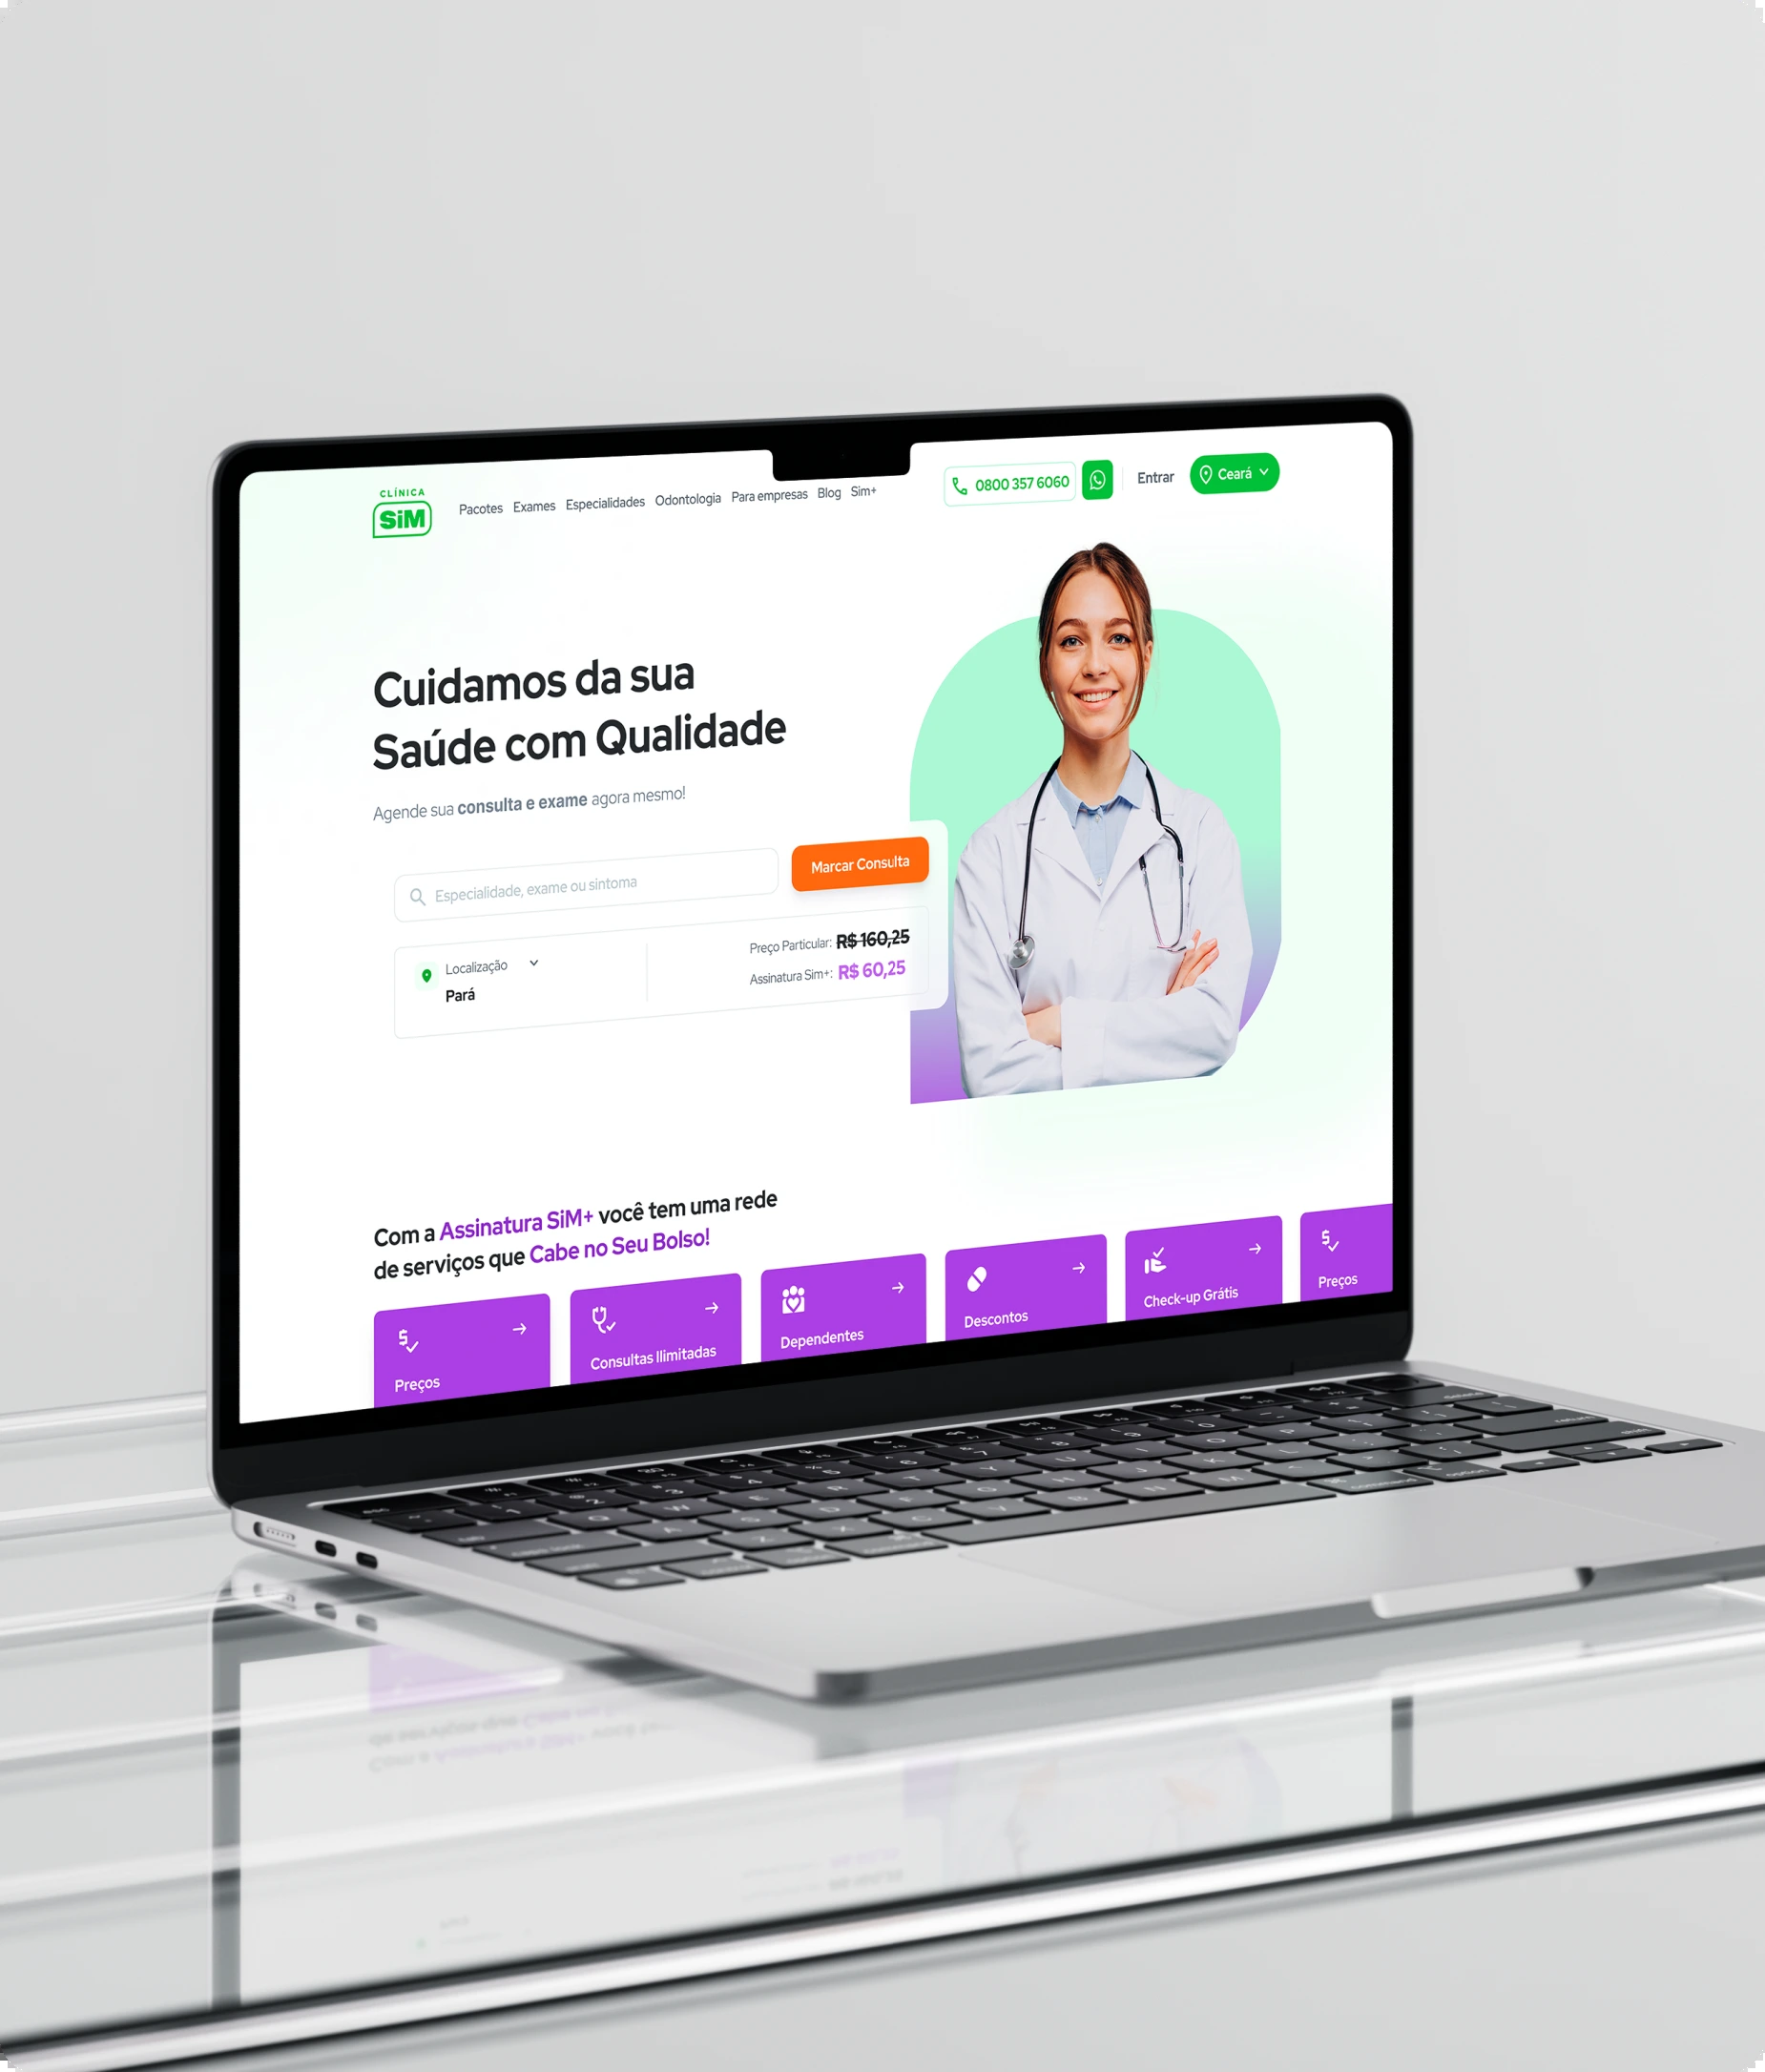 CLÍNICA
SiM
Pacotes Exames Especialidades Odontologia Para empresas Blog Sim+
0800 357 6060
Entrar
Ceará
Cuidamos da sua
Saúde com Qualidade
Agende sua consulta e exame agora mesmo!
Especialidade, exame ou sintoma
Marcar Consulta
Localização
Pará
Preço Particular: R$ 160,25
Assinatura Sim+: R$ 60,25
Com a Assinatura SiM+ você tem uma rede
de serviços que Cabe no Seu Bolso!
Preços
Consultas Ilimitadas
Dependentes
Descontos
Check-up Grátis
Preços